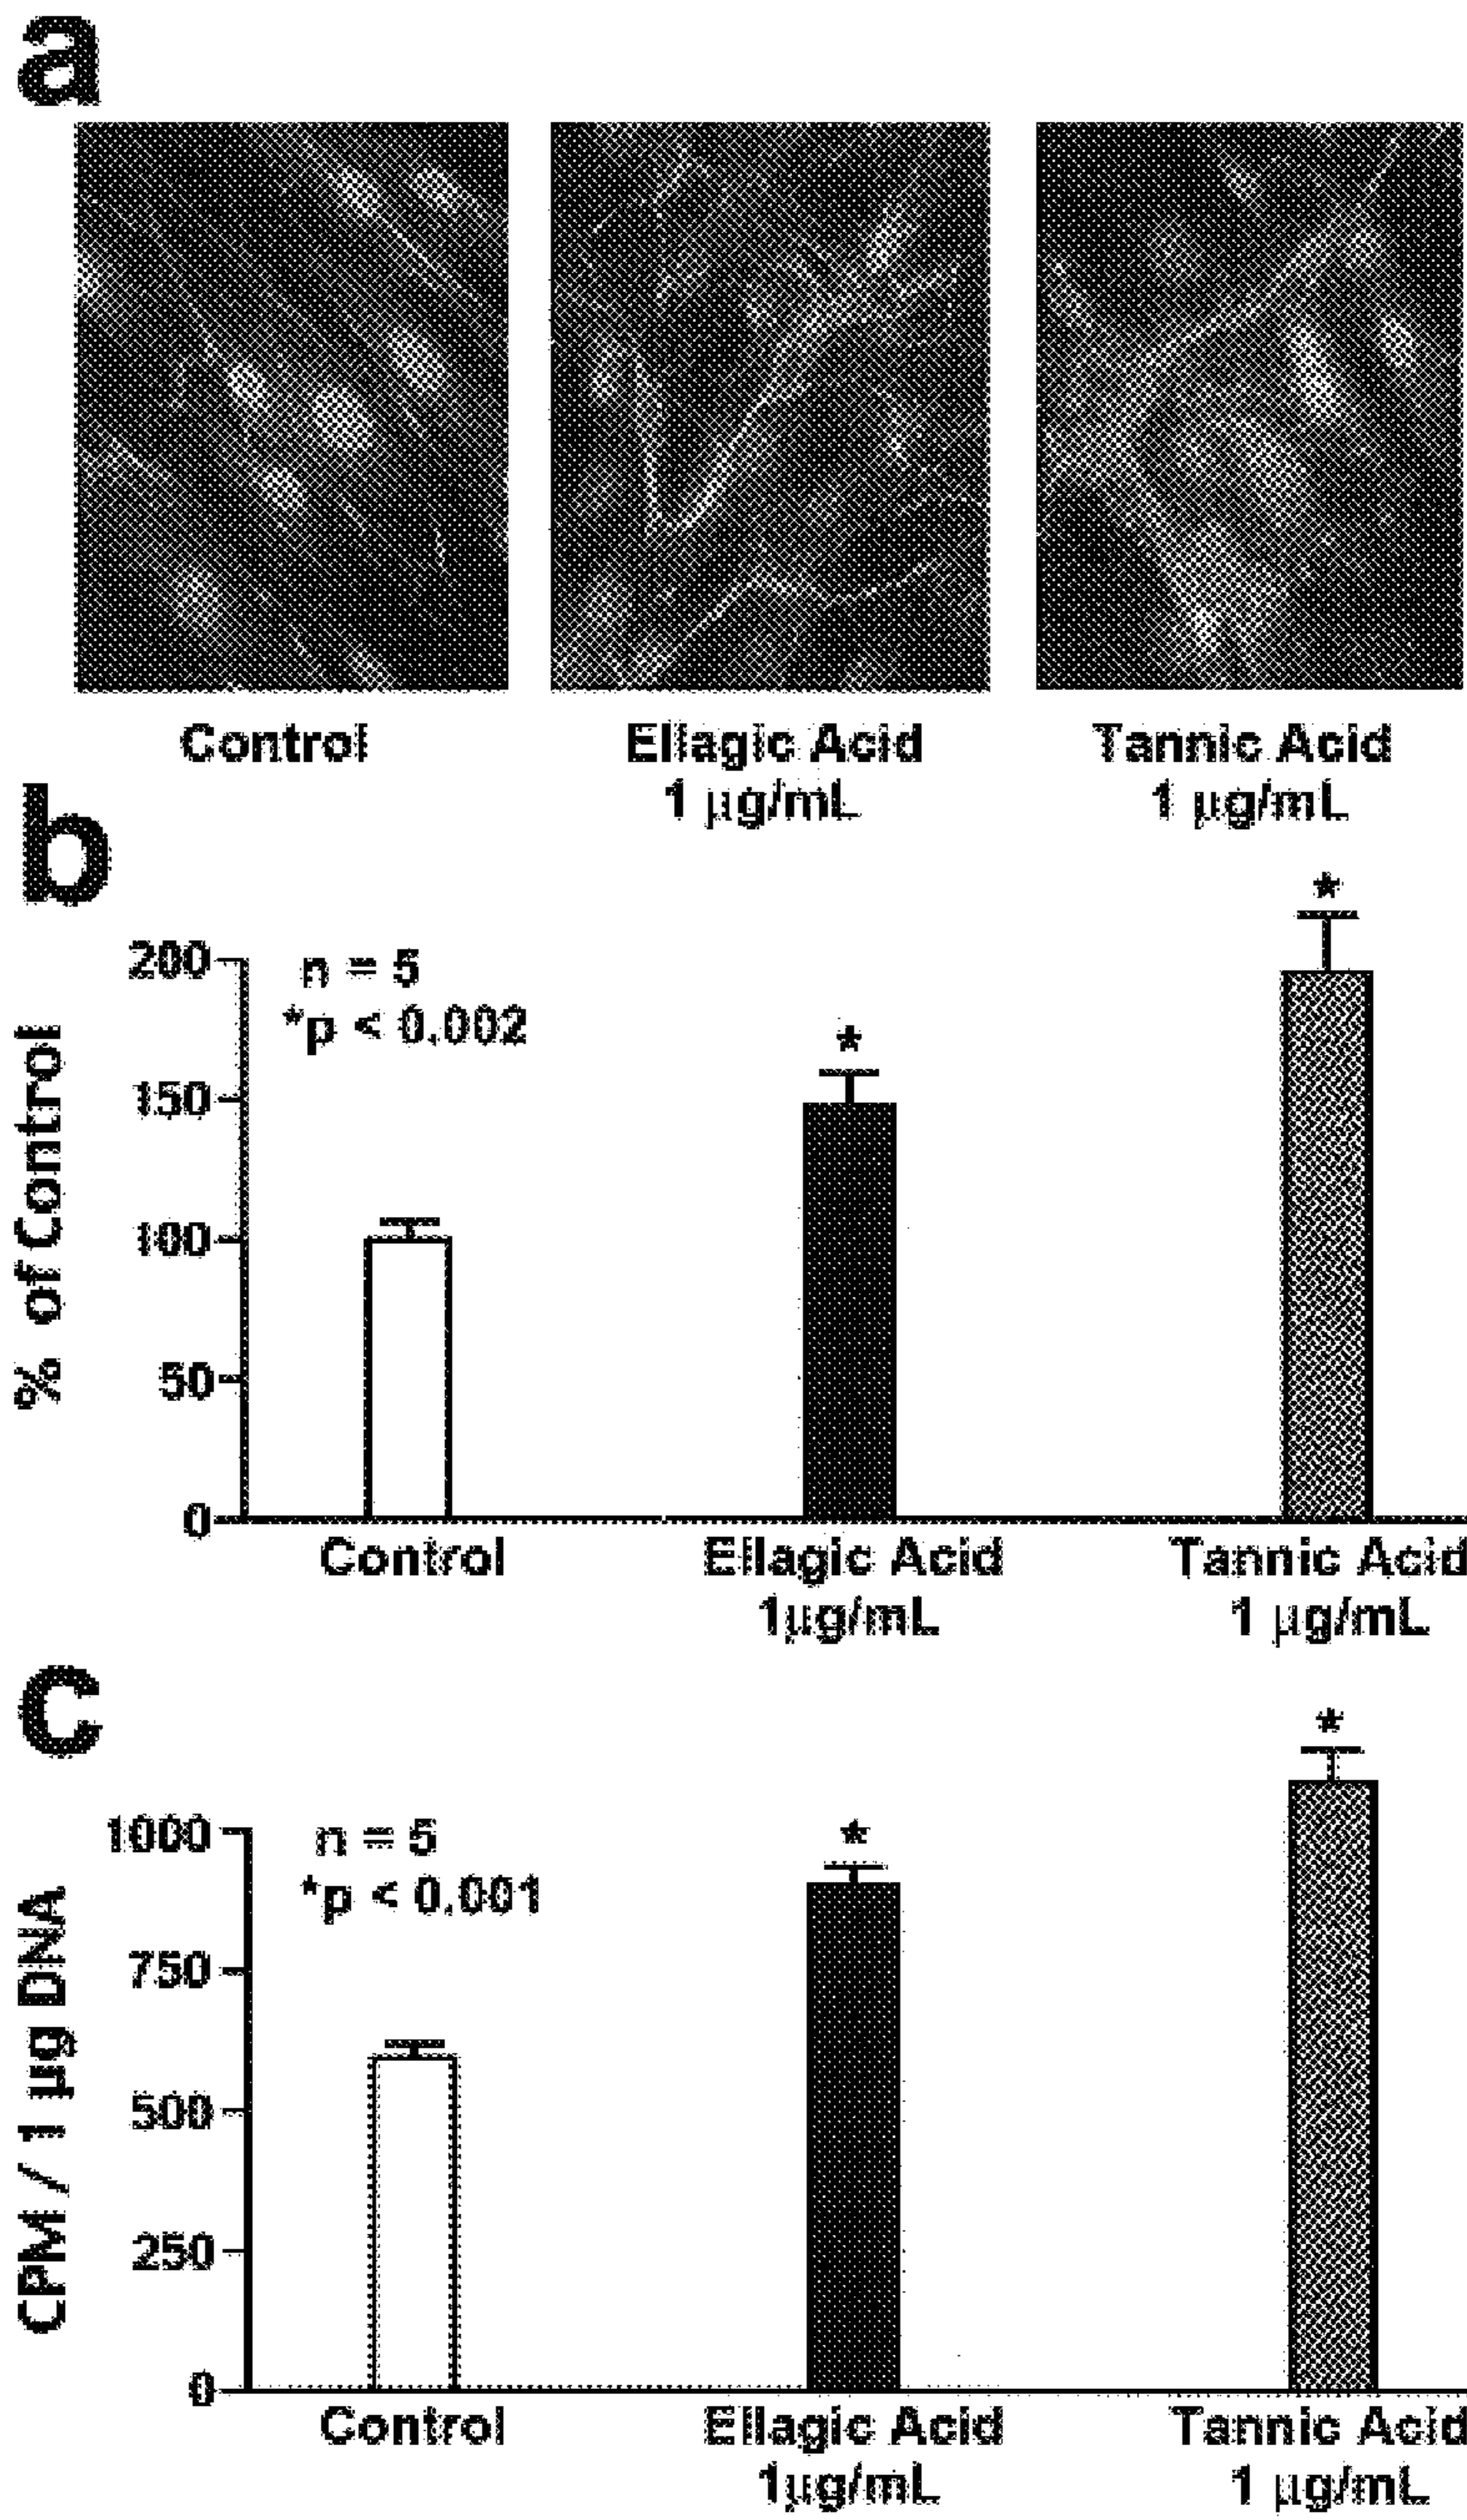 a
Control
Ellagic Acid
1 µg/mL
Tannic Acid
1 µg/mL
b
% of Control
200
150
100
50
0
n = 5
*p < 0.002
*
*
Control
Ellagic Acid
1µg/mL
Tannic Acid
1 µg/mL
c
CPM / 1 µg DNA
1000
750
500
250
0
n = 5
*p < 0.001
*
*
Control
Ellagic Acid
1µg/mL
Tannic Acid
1 µg/mL